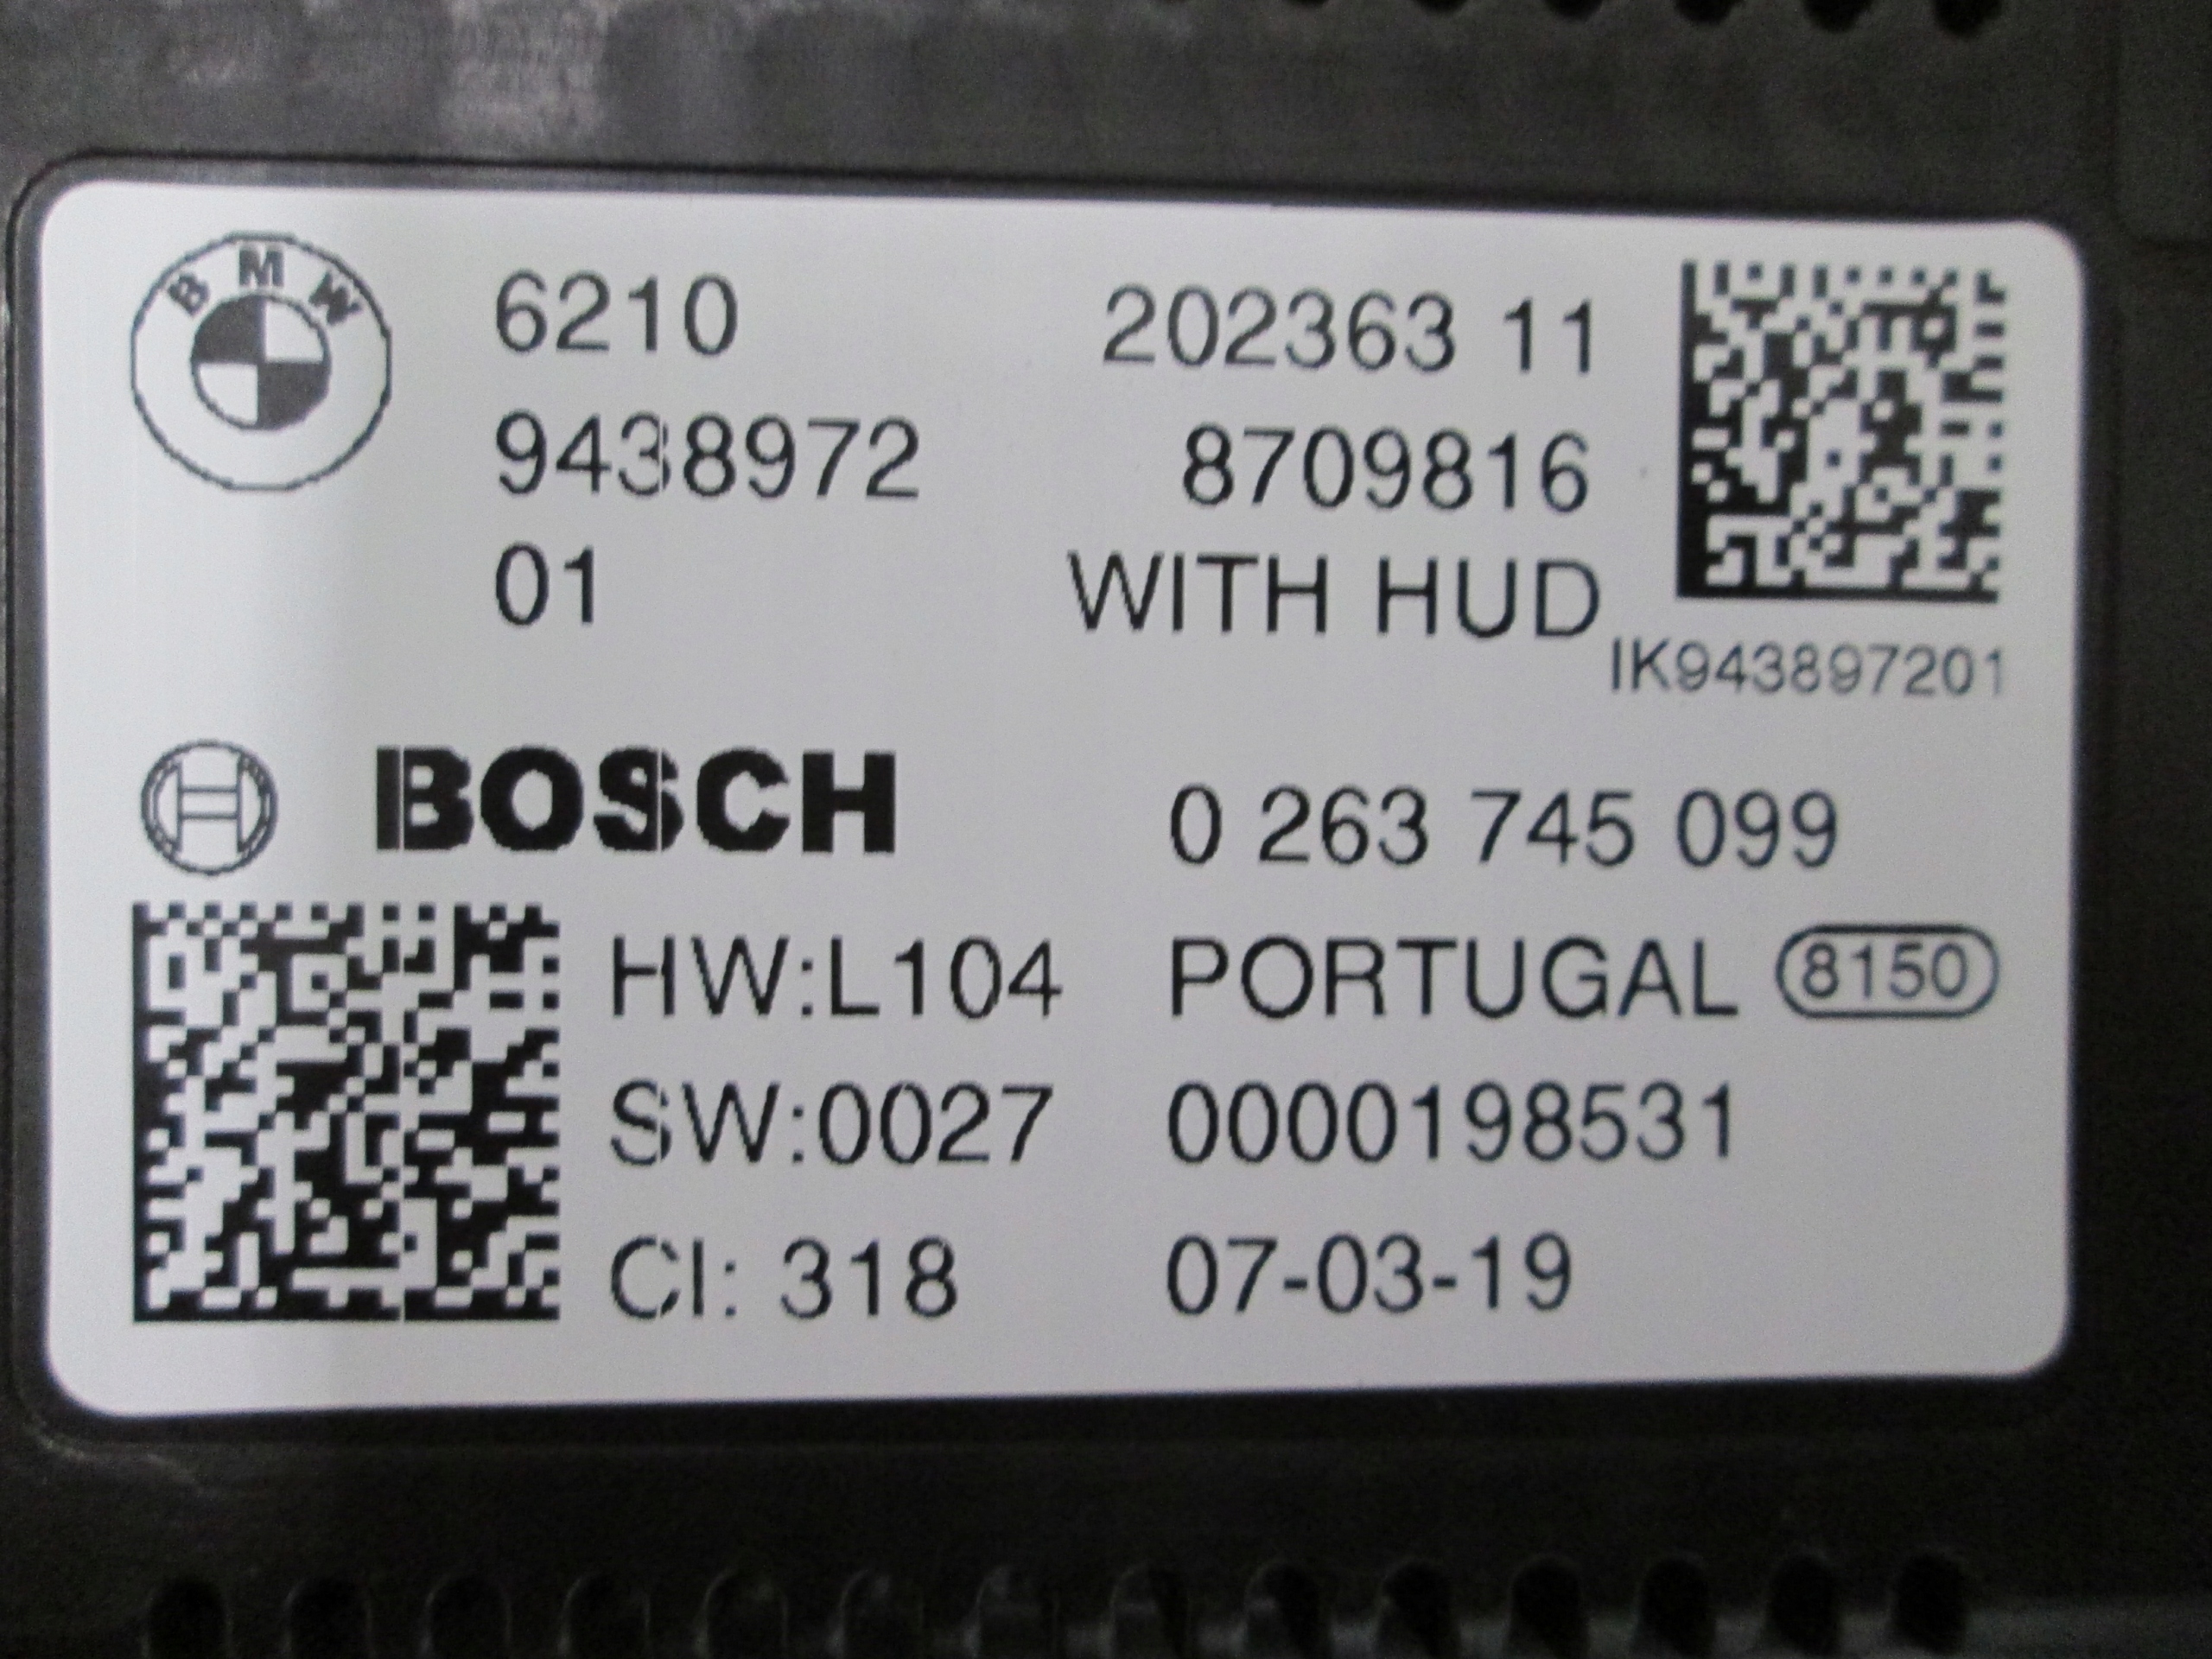 BMW
6210 202363 11
9438972 8709816
01 WITH HUD
IK943897201
BOSCH 0 263 745 099
HW:L104 PORTUGAL 8150
SW:0027 0000198531
CI: 318 07-03-19